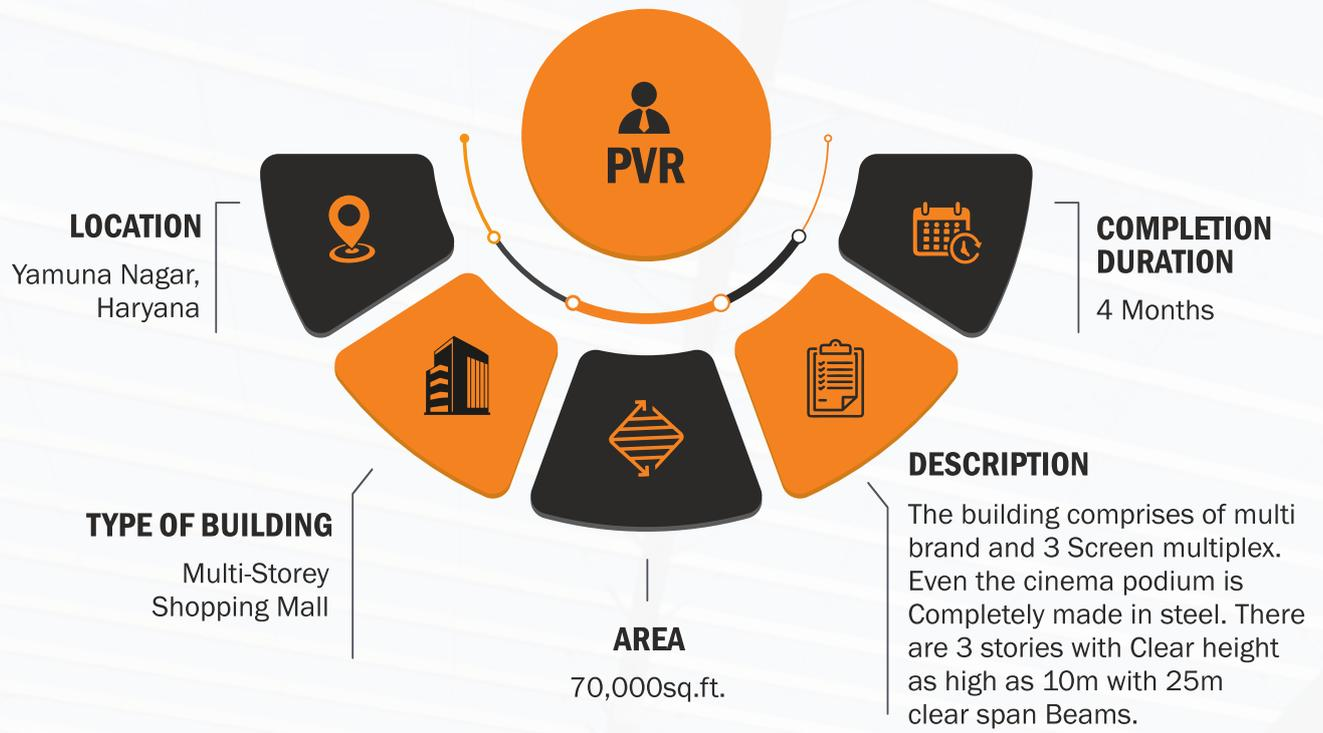 PVR
LOCATION
Yamuna Nagar,
Haryana
TYPE OF BUILDING
Multi-Storey
Shopping Mall
AREA
70,000sq.ft.
DESCRIPTION
The building comprises of multi
brand and 3 Screen multiplex.
Even the cinema podium is
Completely made in steel. There
are 3 stories with Clear height
as high as 10m with 25m
clear span Beams.
COMPLETION
DURATION
4 Months